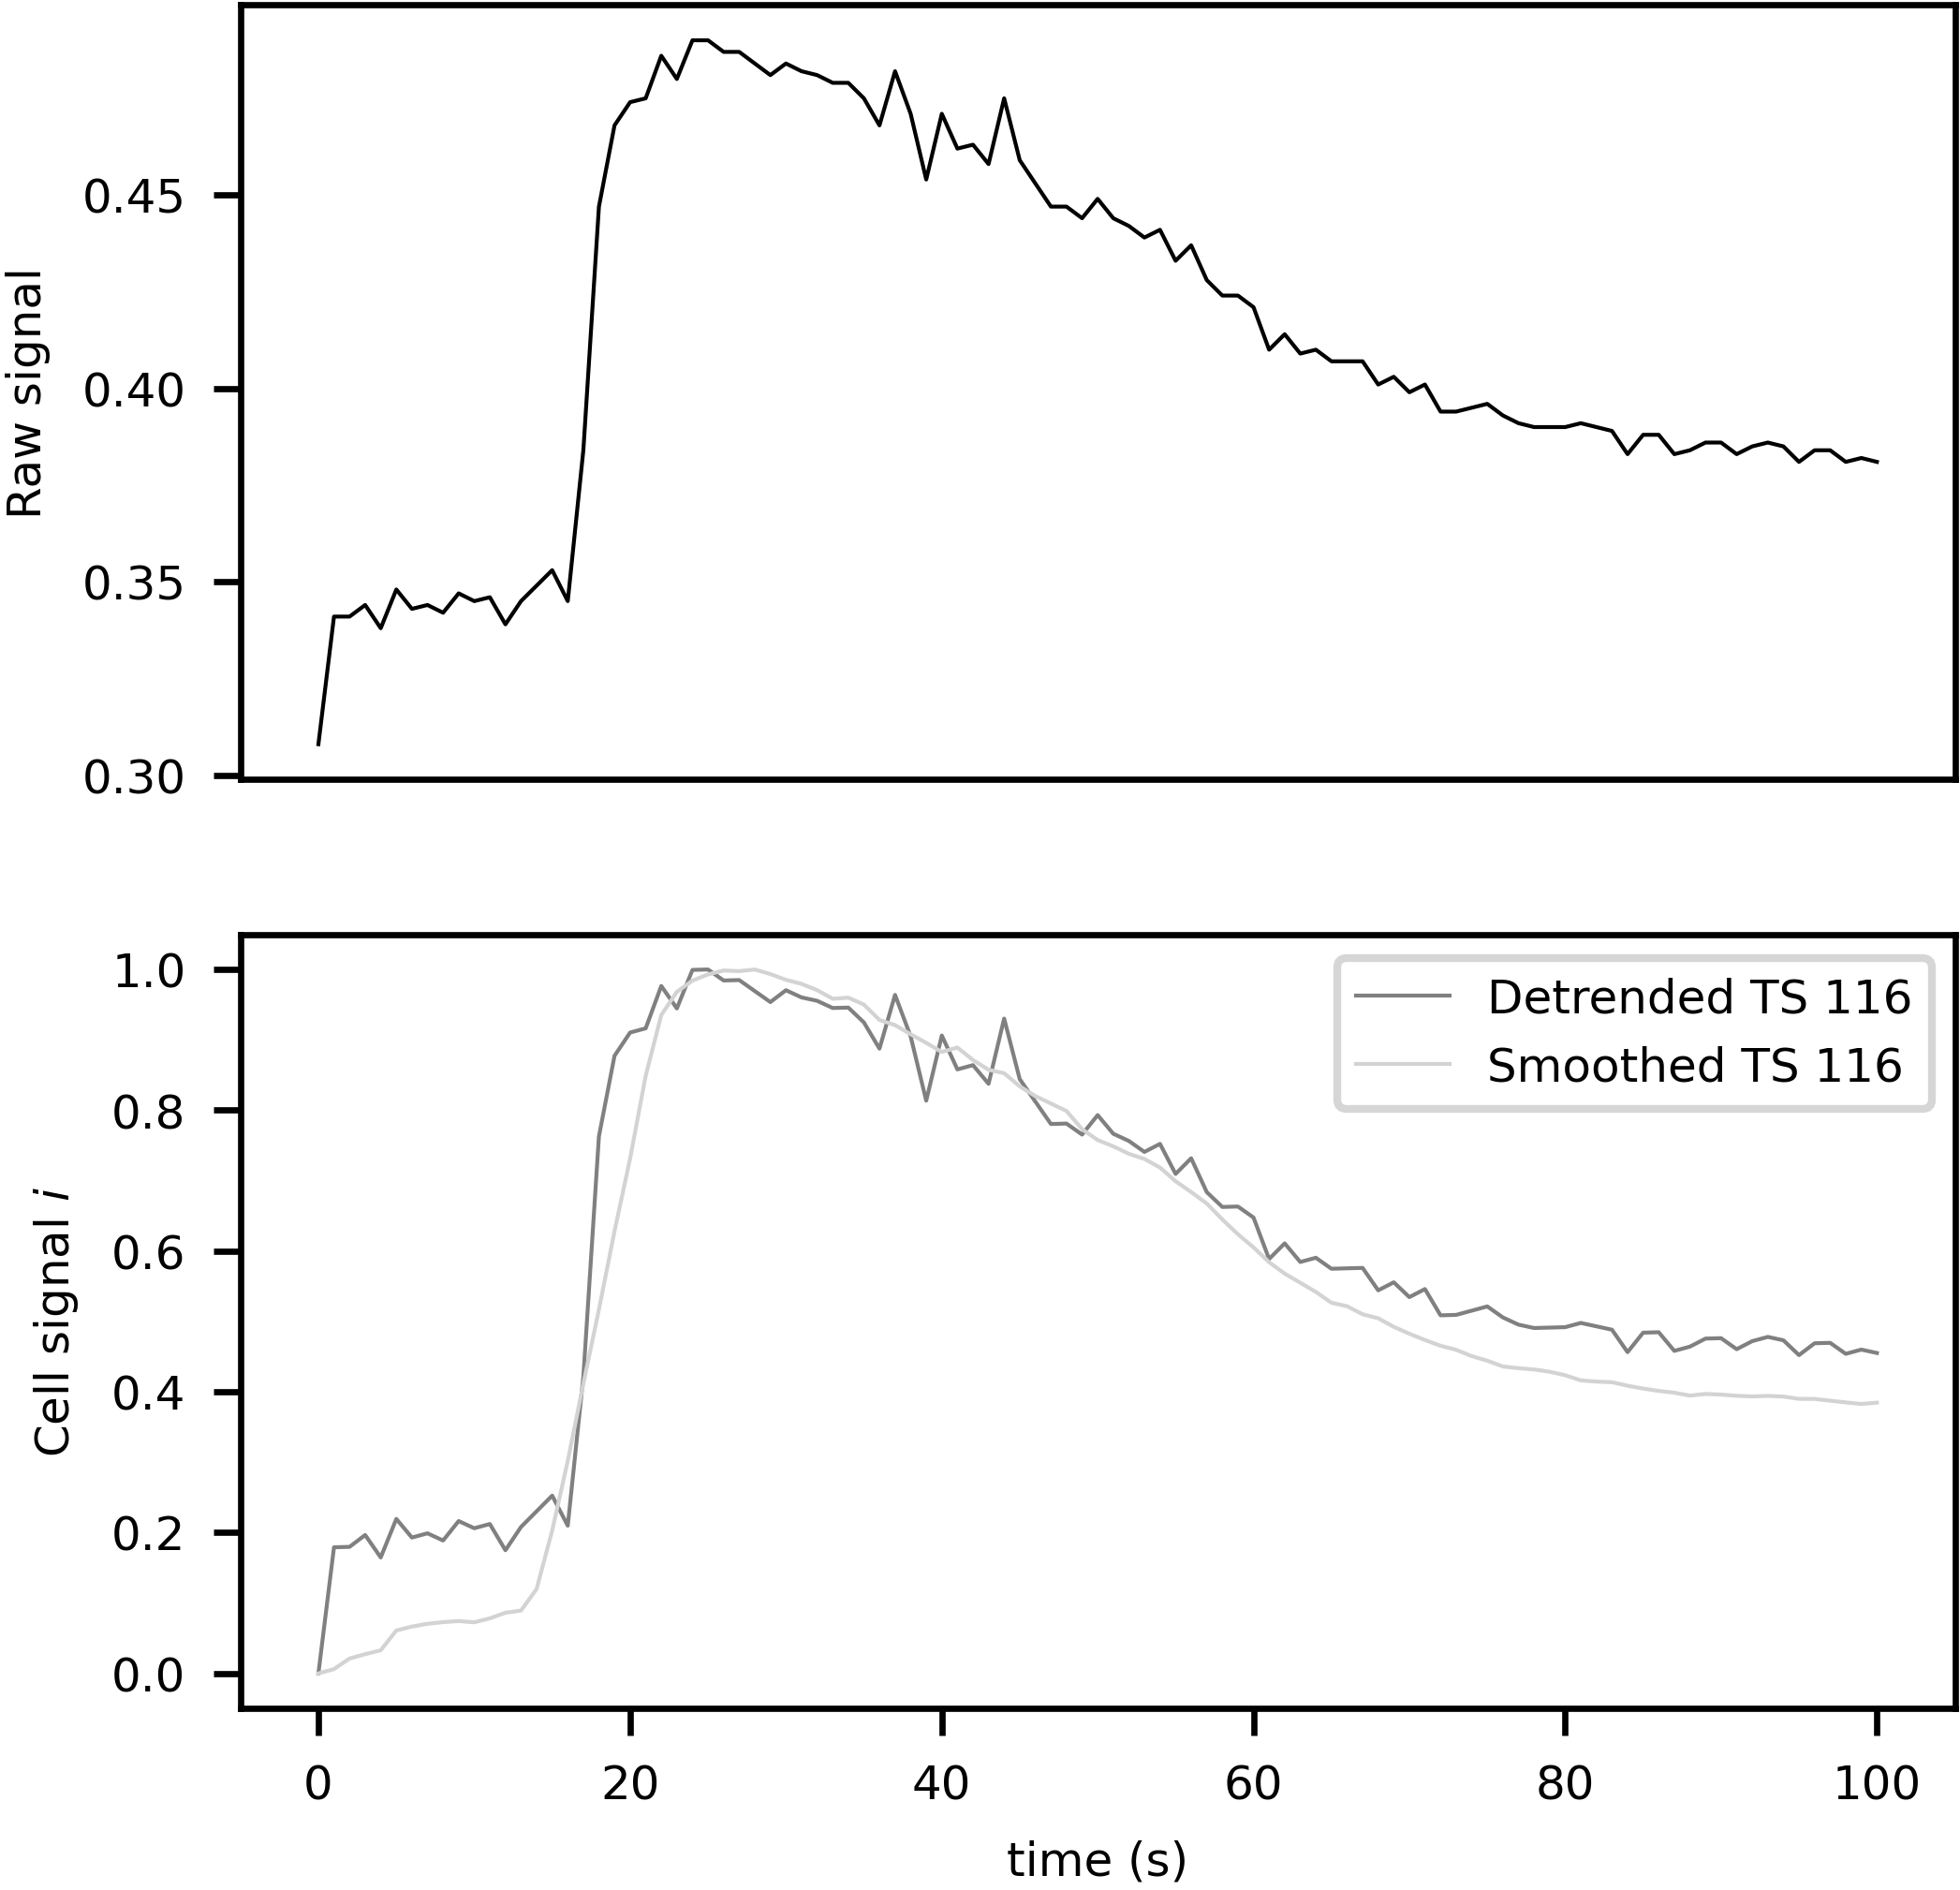 Raw signal
0.45
0.40
0.35
0.30
Cell signal i
1.0
0.8
0.6
0.4
0.2
0.0
Detrended TS 116
Smoothed TS 116
0 20 40 60 80 100
time (s)